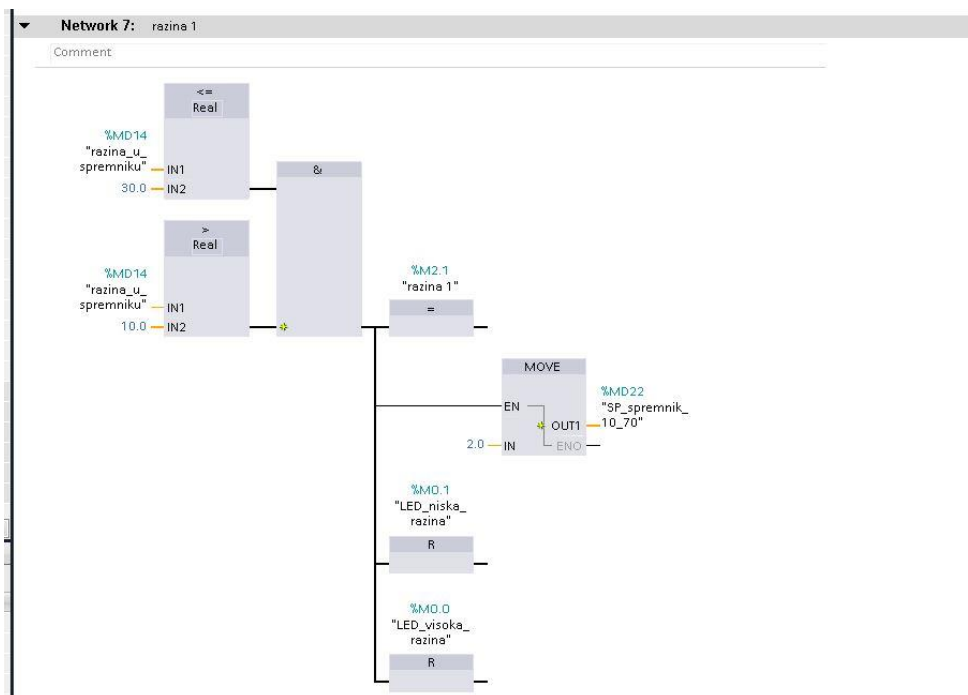 Network 7: razina 1
Comment
<=
Real
%MD14
"razina_u_
spremniku"
IN1
30.0
IN2
&
>
Real
%MD14
"razina_u_
spremniku"
IN1
10.0
IN2
%M2.1
"razina 1"
=
MOVE
EN
%MD22
"SP_spremnik_
10_70"
OUT1
2.0
IN
ENO
%M0.1
"LED_niska_
razina"
R
%M0.0
"LED_visoka_
razina"
R